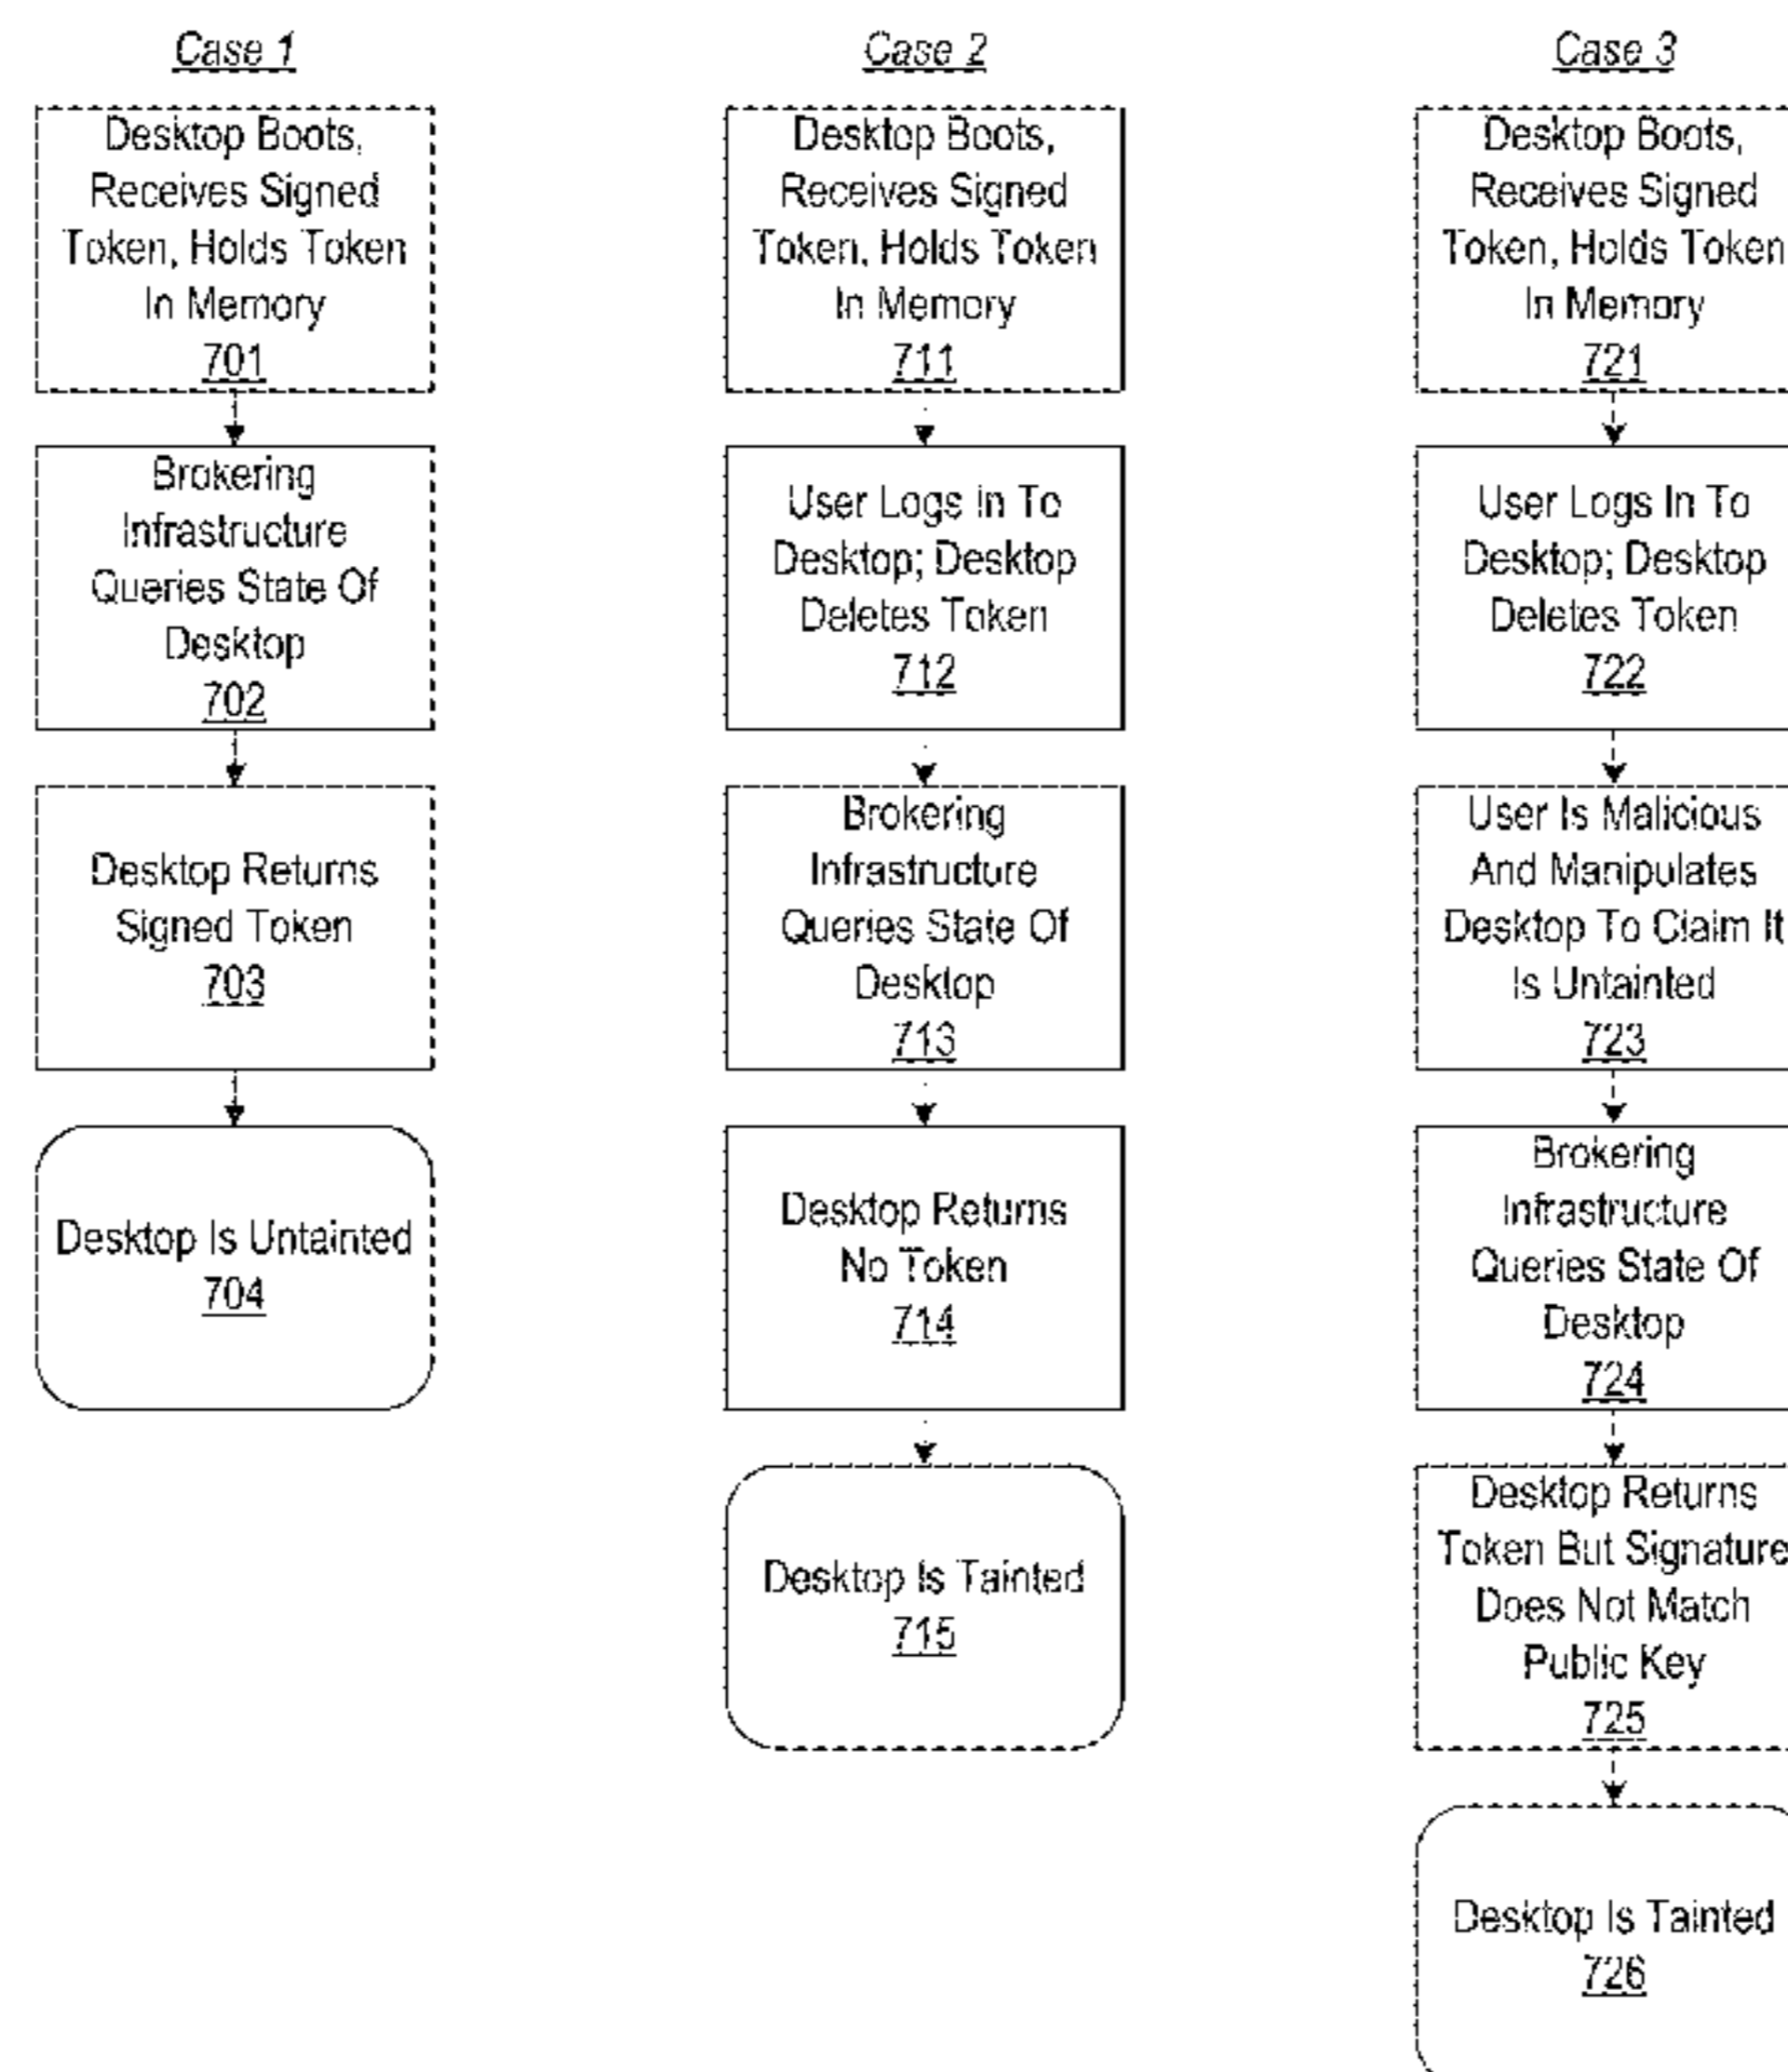 Case 1
Desktop Boots,
Receives Signed
Token, Holds Token
In Memory
701
Brokering
Infrastructure
Queries State Of
Desktop
702
Desktop Returns
Signed Token
703
Desktop Is Untainted
704
Case 2
Desktop Boots,
Receives Signed
Token, Holds Token
In Memory
711
User Logs In To
Desktop; Desktop
Deletes Token
712
Brokering
Infrastructure
Queries State Of
Desktop
713
Desktop Returns
No Token
714
Desktop Is Tainted
715
Case 3
Desktop Boots,
Receives Signed
Token, Holds Token
In Memory
721
User Logs In To
Desktop; Desktop
Deletes Token
722
User Is Malicious
And Manipulates
Desktop To Claim It
Is Untainted
723
Brokering
Infrastructure
Queries State Of
Desktop
724
Desktop Returns
Token But Signature
Does Not Match
Public Key
725
Desktop Is Tainted
726